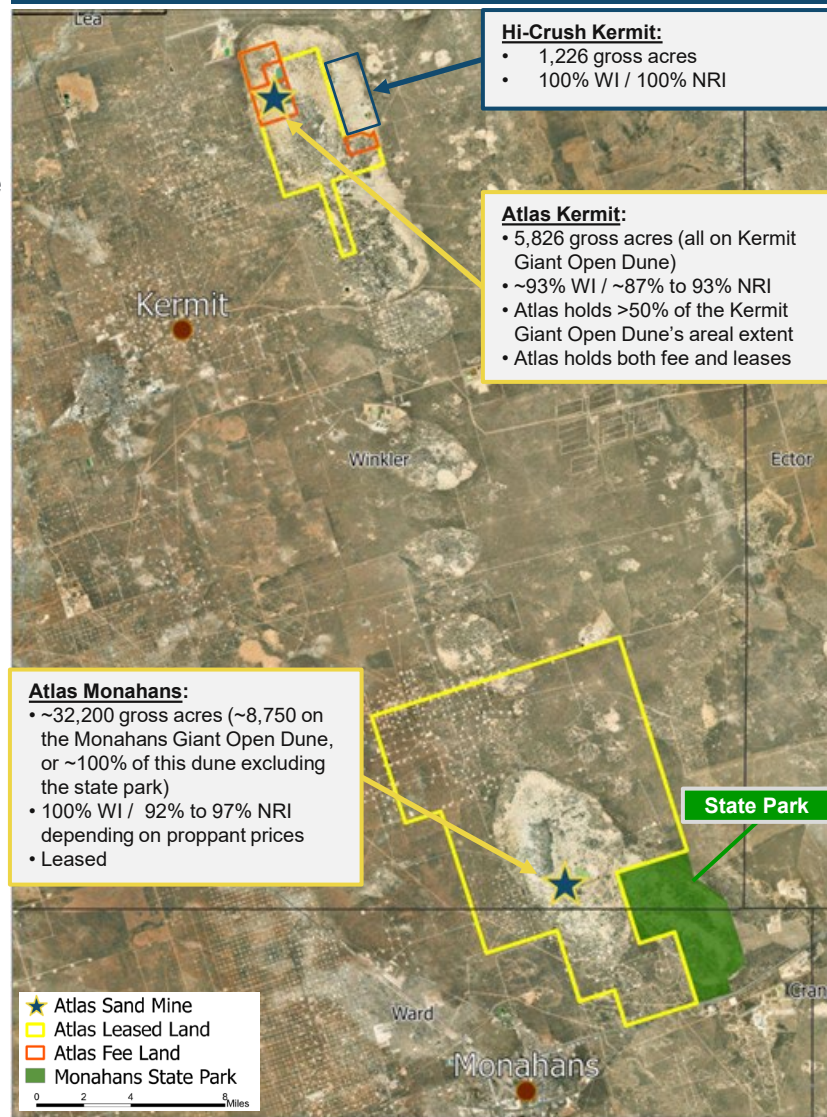 Lea
Hi-Crush Kermit:
• 1,226 gross acres
• 100% WI / 100% NRI
Atlas Kermit:
• 5,826 gross acres (all on Kermit
Giant Open Dune)
• ~93% WI / ~87% to 93% NRI
• Atlas holds >50% of the Kermit
Giant Open Dune's areal extent
• Atlas holds both fee and leases
Kermit
Winkler
Ector
Atlas Monahans:
• ~32,200 gross acres (~8,750 on
the Monahans Giant Open Dune,
or ~100% of this dune excluding
the state park)
• 100% WI / 92% to 97% NRI
depending on proppant prices
• Leased
State Park
Cran
Ward
Monahans
Atlas Sand Mine
Atlas Leased Land
Atlas Fee Land
Monahans State Park
0 2 4 8
Miles